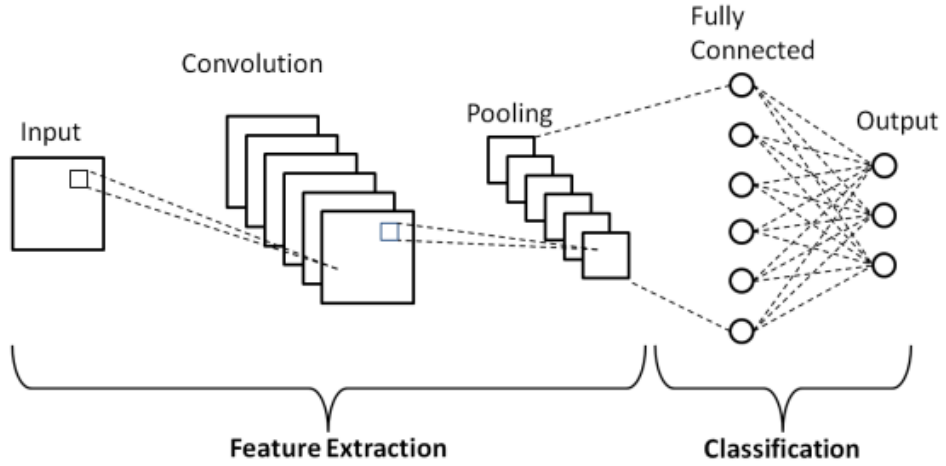 Input
Convolution
Pooling
Fully
Connected
Output
Feature Extraction
Classification